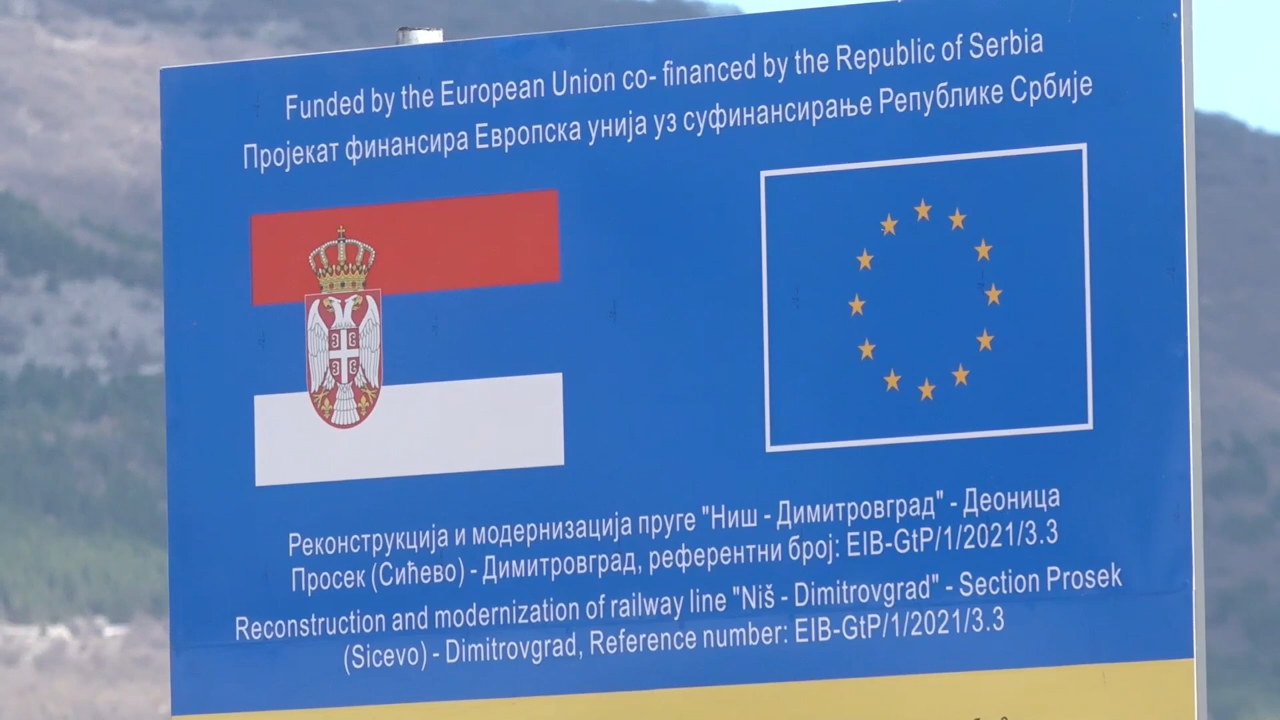 Funded by the European Union co- financed by the Republic of Serbia
Пројекат финансира Европска унија уз суфинансирање Републике Србије
Реконструкција и модернизација пруге "Ниш - Димитровград" - Деоница
Просек (Сићево) - Димитровград, референтни број: EIB-GtP/1/2021/3.3
Reconstruction and modernization of railway line "Niš - Dimitrovgrad" - Section Prosek
(Sicevo) - Dimitrovgrad, Reference number: EIB-GtP/1/2021/3.3